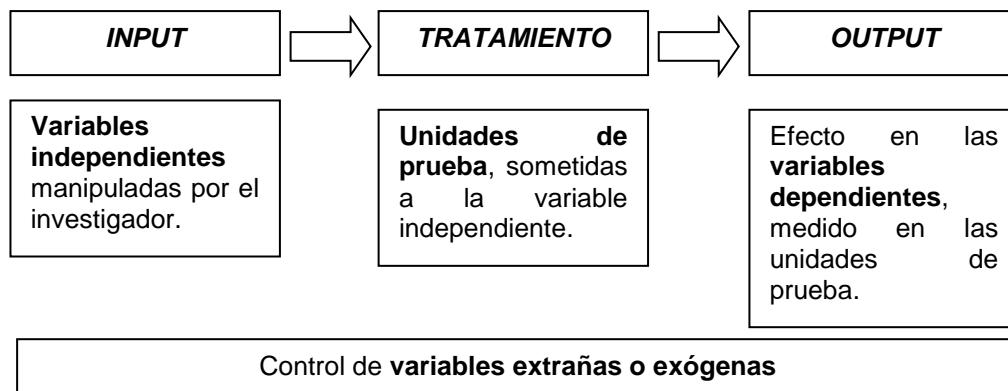 INPUT
TRATAMIENTO
OUTPUT
Variables
independientes
manipuladas por el
investigador.
Unidades de
prueba, sometidas
a la variable
independiente.
Efecto en las
variables
dependientes,
medido en las
unidades de
prueba.
Control de variables extrañas o exógenas